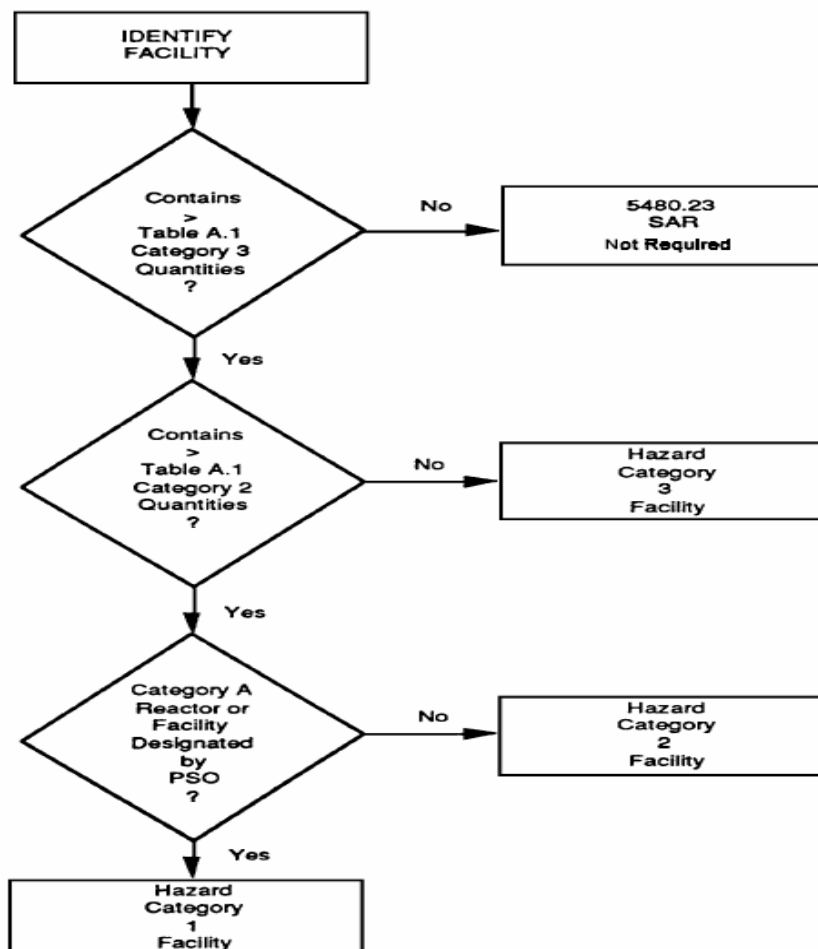 IDENTIFY
FACILITY
Contains
>
Table A.1
Category 3
Quantities
?
No
5480.23
SAR
Not Required
Yes
Contains
>
Table A.1
Category 2
Quantities
?
No
Hazard
Category
3
Facility
Yes
Category A
Reactor or
Facility
Designated
by
PSO
?
No
Hazard
Category
2
Facility
Yes
Hazard
Category
1
Facility